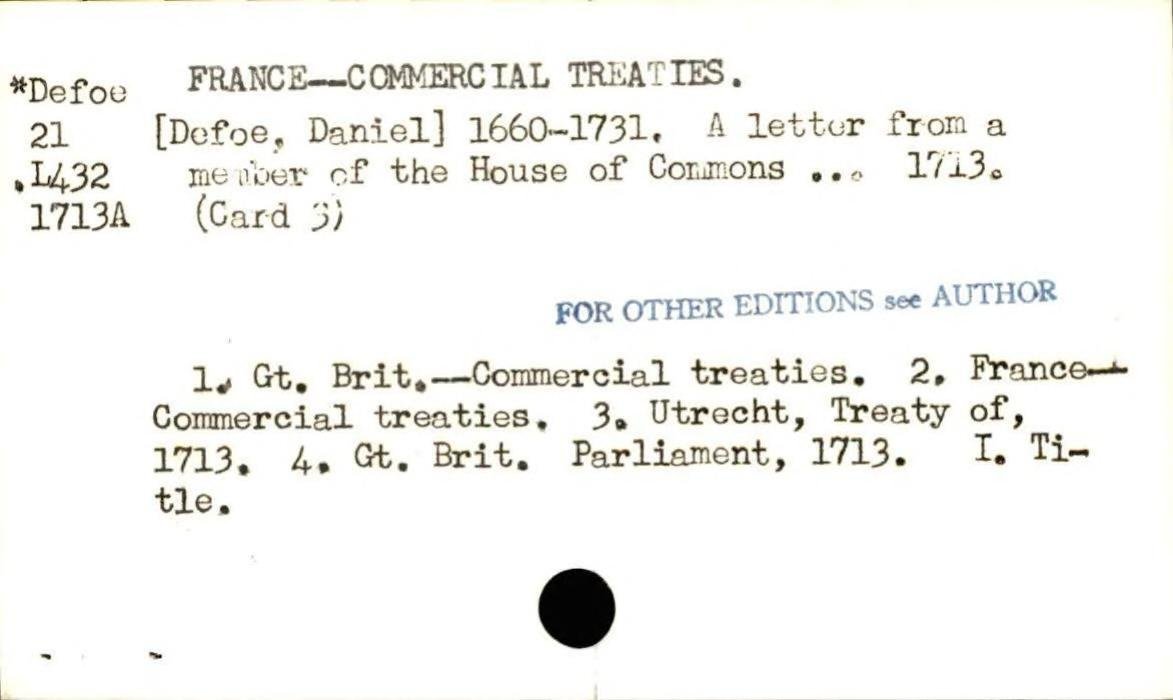 FRANCE--COMMERCIAL TREATIES.
*Defoe
21 [Defoe, Daniel] 1660-1731. A letter from a
.L432 member of the House of Commons ... 1713.
1713A (Card 3)
FOR OTHER EDITIONS see AUTHOR
1. Gt. Brit.--Commercial treaties. 2. France--
Commercial treaties. 3. Utrecht, Treaty of,
1713. 4. Gt. Brit. Parliament, 1713. I. Ti-
tle.